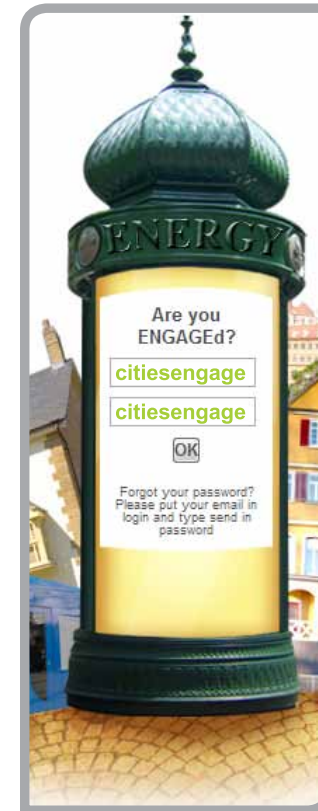 ENERGY
Are you
ENGAGEd?
citiesengage
citiesengage
OK
Forgot your password?
Please put your email in
login and type send in
password